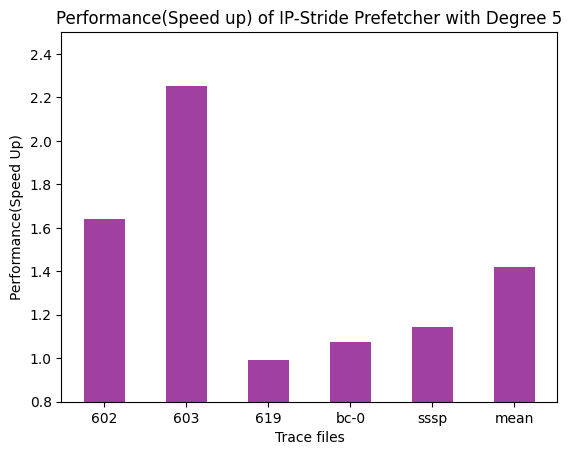 Performance(Speed up) of IP-Stride Prefetcher with Degree 5
2.4
2.2
2.0
1.8
1.6
1.4
1.2
1.0
0.8
Performance(Speed Up)
602 603 619 bc-0 sssp mean
Trace files